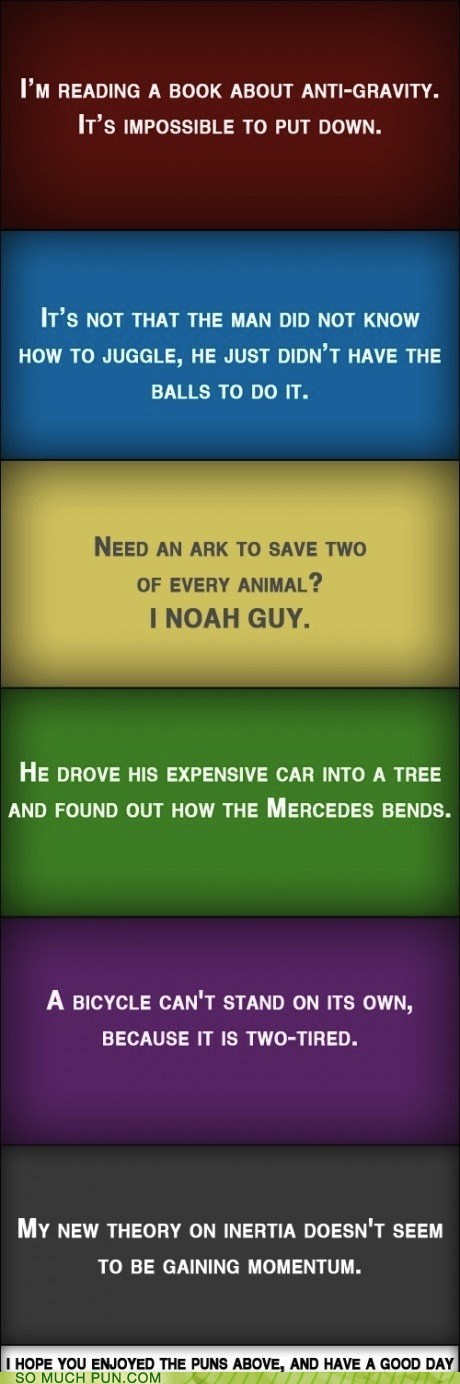 I'M READING A BOOK ABOUT ANTI-GRAVITY.
IT'S IMPOSSIBLE TO PUT DOWN.
IT'S NOT THAT THE MAN DID NOT KNOW
HOW TO JUGGLE, HE JUST DIDN'T HAVE THE
BALLS TO DO IT.
NEED AN ARK TO SAVE TWO
OF EVERY ANIMAL?
I NOAH GUY.
HE DROVE HIS EXPENSIVE CAR INTO A TREE
AND FOUND OUT HOW THE MERCEDES BENDS.
A BICYCLE CAN'T STAND ON ITS OWN,
BECAUSE IT IS TWO-TIRED.
MY NEW THEORY ON INERTIA DOESN'T SEEM
TO BE GAINING MOMENTUM.
I HOPE YOU ENJOYED THE PUNS ABOVE, AND HAVE A GOOD DAY
SO MUCH PUN.COM